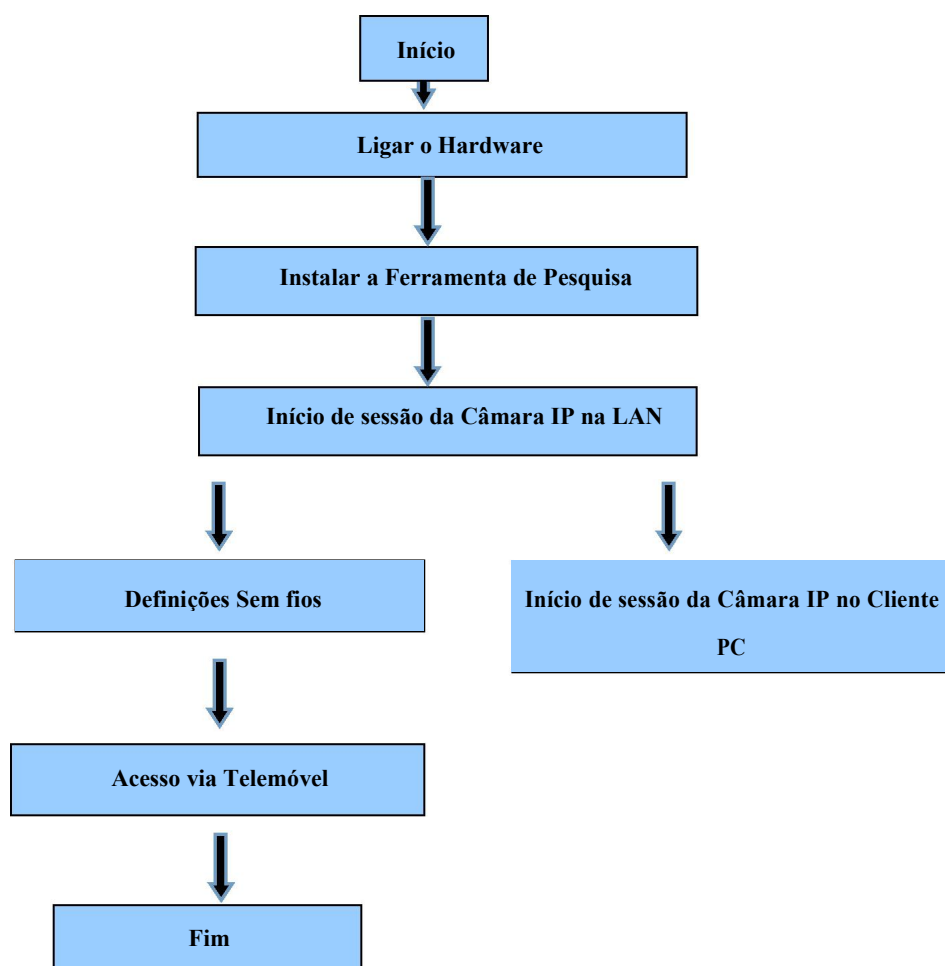 Início
Ligar o Hardware
Instalar a Ferramenta de Pesquisa
Início de sessão da Câmara IP na LAN
Definições Sem fios
Início de sessão da Câmara IP no Cliente
PC
Acesso via Telemóvel
Fim